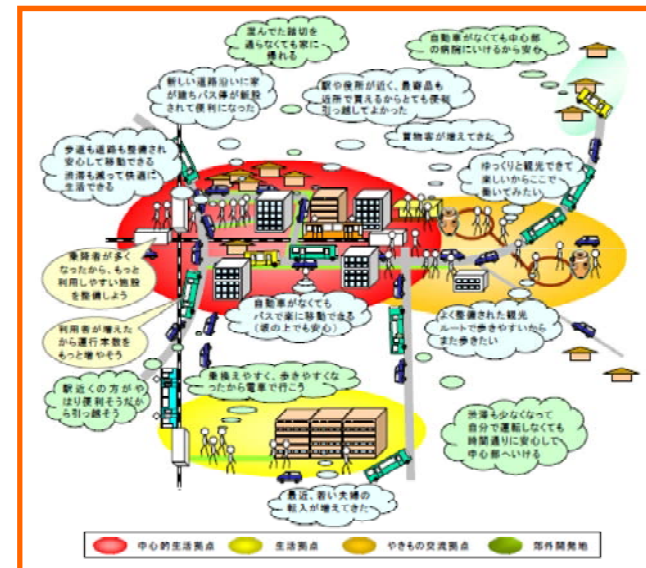 混んでた踏切を
通らなくても家に
帰れる
自動車がなくても中心部
の病院にいけるから安心
新しい道路沿いに家
が建ちバス停が新設
されて便利になった
駅や役所が近く、最寄品も
近所で買えるからとても便利
引っ越してよかった
買物客が増えてきた
歩道も道路も整備され
安心して移動できる
渋滞も減って快適に
生活できる
ゆっくりと観光できて
楽しいからここで
働いてみたい
乗降者が多く
なったから、もっと
利用しやすい施設
を整備しよう
自動車がなくても
バスで楽に移動できる
(坂の上でも安心)
よく整備された観光
ルートで歩きやすいから
また歩きたい
利用者が増えた
から運行本数を
もっと増やそう
駅近くの方がや
はり便利そうだか
ら引っ越そう
乗換えやすく、歩きやすくな
ったから電車で行こう
渋滞も少なくなって
自分で運転しなくても
時間通りに安心して
中心部へいける
最近、若い夫婦の
転入が増えてきた
中心的生活拠点
生活拠点
やきもの交流拠点
郊外開発地